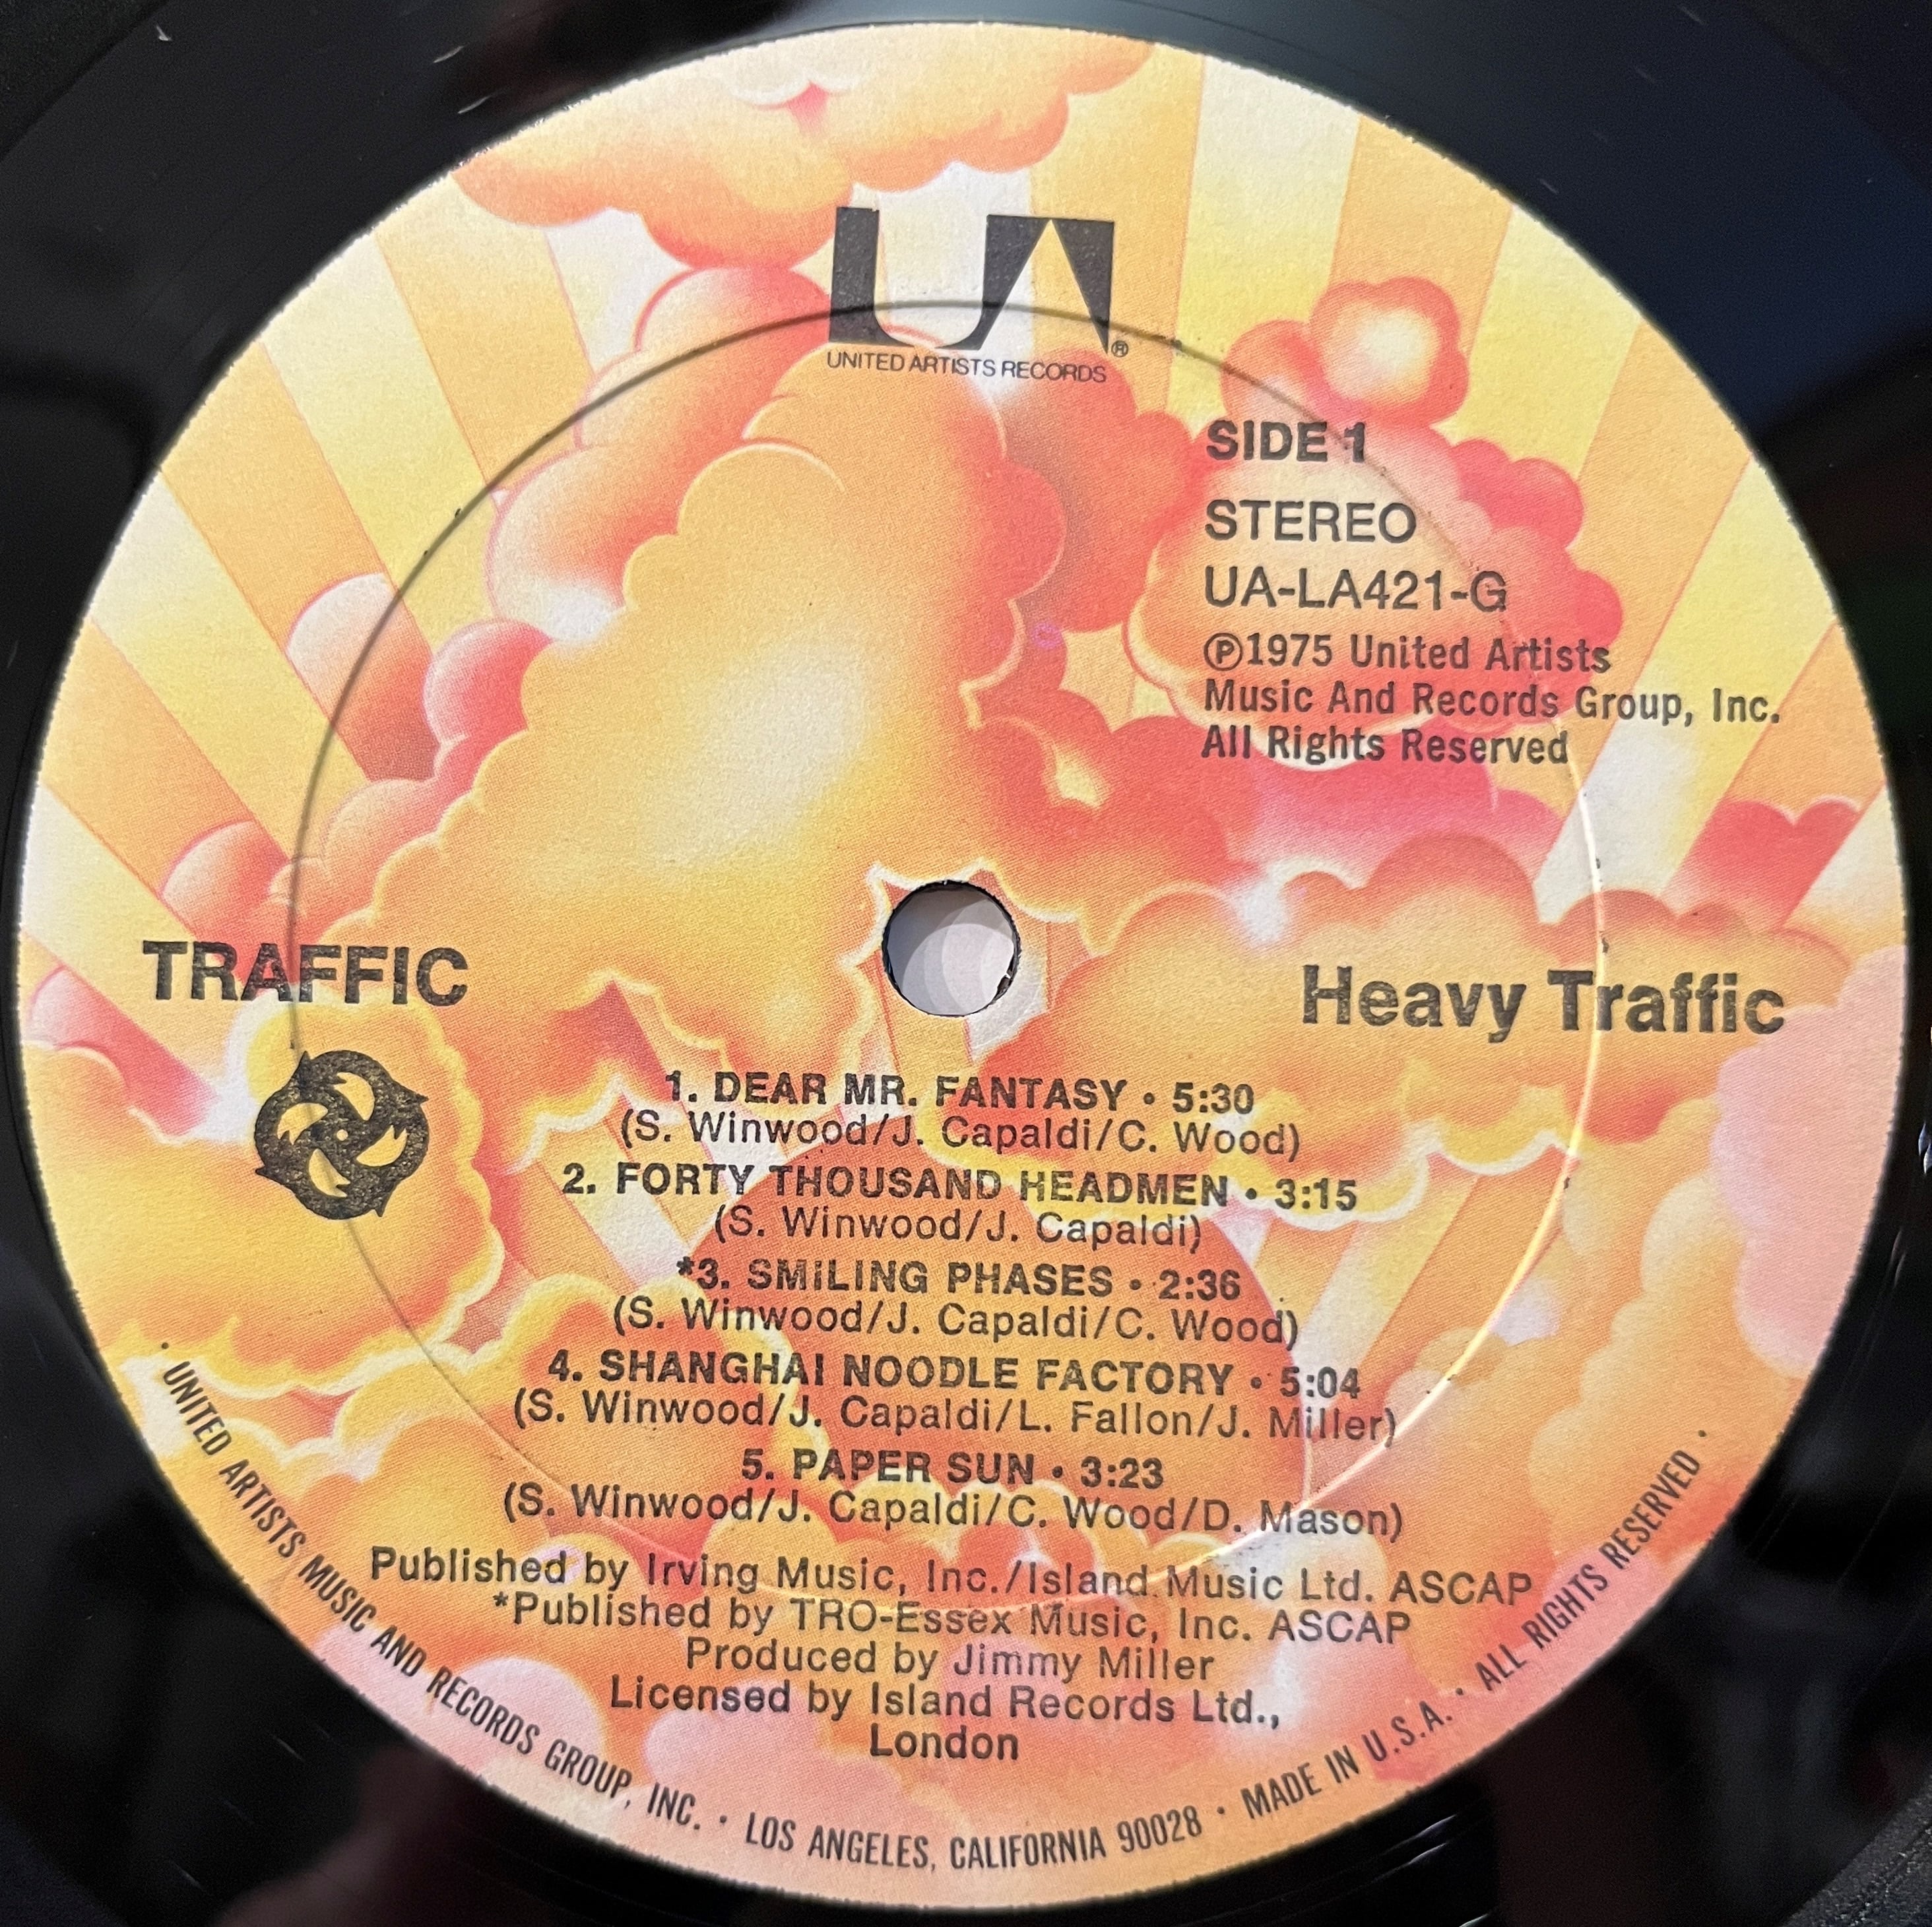 UA®
UNITED ARTISTS RECORDS
SIDE 1
STEREO
UA-LA421-G
℗1975 United Artists
Music And Records Group, Inc.
All Rights Reserved
TRAFFIC
Heavy Traffic
1. DEAR MR. FANTASY • 5:30
(S. Winwood/J. Capaldi/C. Wood)
2. FORTY THOUSAND HEADMEN • 3:15
(S. Winwood/J. Capaldi)
*3. SMILING PHASES • 2:36
(S. Winwood/J. Capaldi/C. Wood)
4. SHANGHAI NOODLE FACTORY • 5:04
(S. Winwood/J. Capaldi/L. Fallon/J. Miller)
5. PAPER SUN • 3:23
(S. Winwood/J. Capaldi/C. Wood/D. Mason)
Published by Irving Music, Inc./Island Music Ltd. ASCAP
*Published by TRO-Essex Music, Inc. ASCAP
Produced by Jimmy Miller
Licensed by Island Records Ltd.,
London
• UNITED ARTISTS MUSIC AND RECORDS GROUP, INC. • LOS ANGELES, CALIFORNIA 90028 • MADE IN U.S.A. • ALL RIGHTS RESERVED •